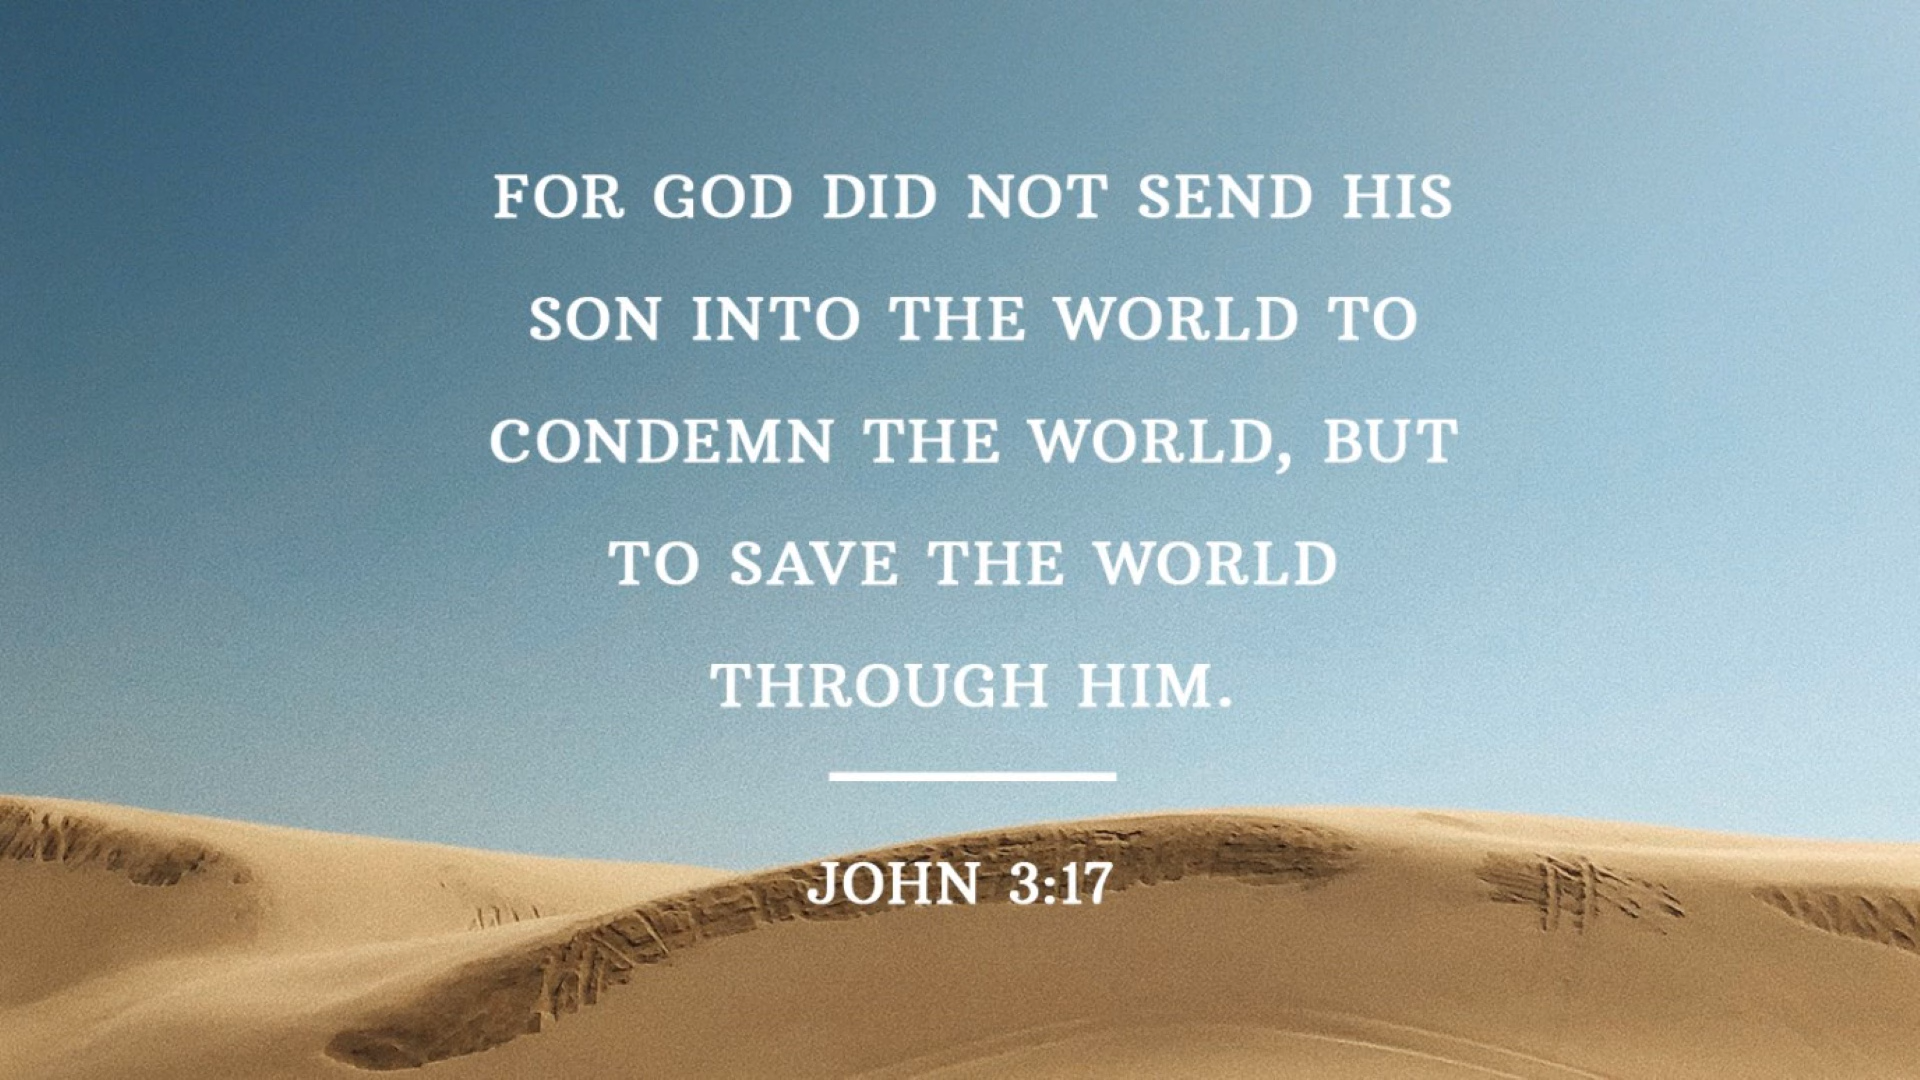 FOR GOD DID NOT SEND HIS
SON INTO THE WORLD TO
CONDEMN THE WORLD, BUT
TO SAVE THE WORLD
THROUGH HIM.
JOHN 3:17